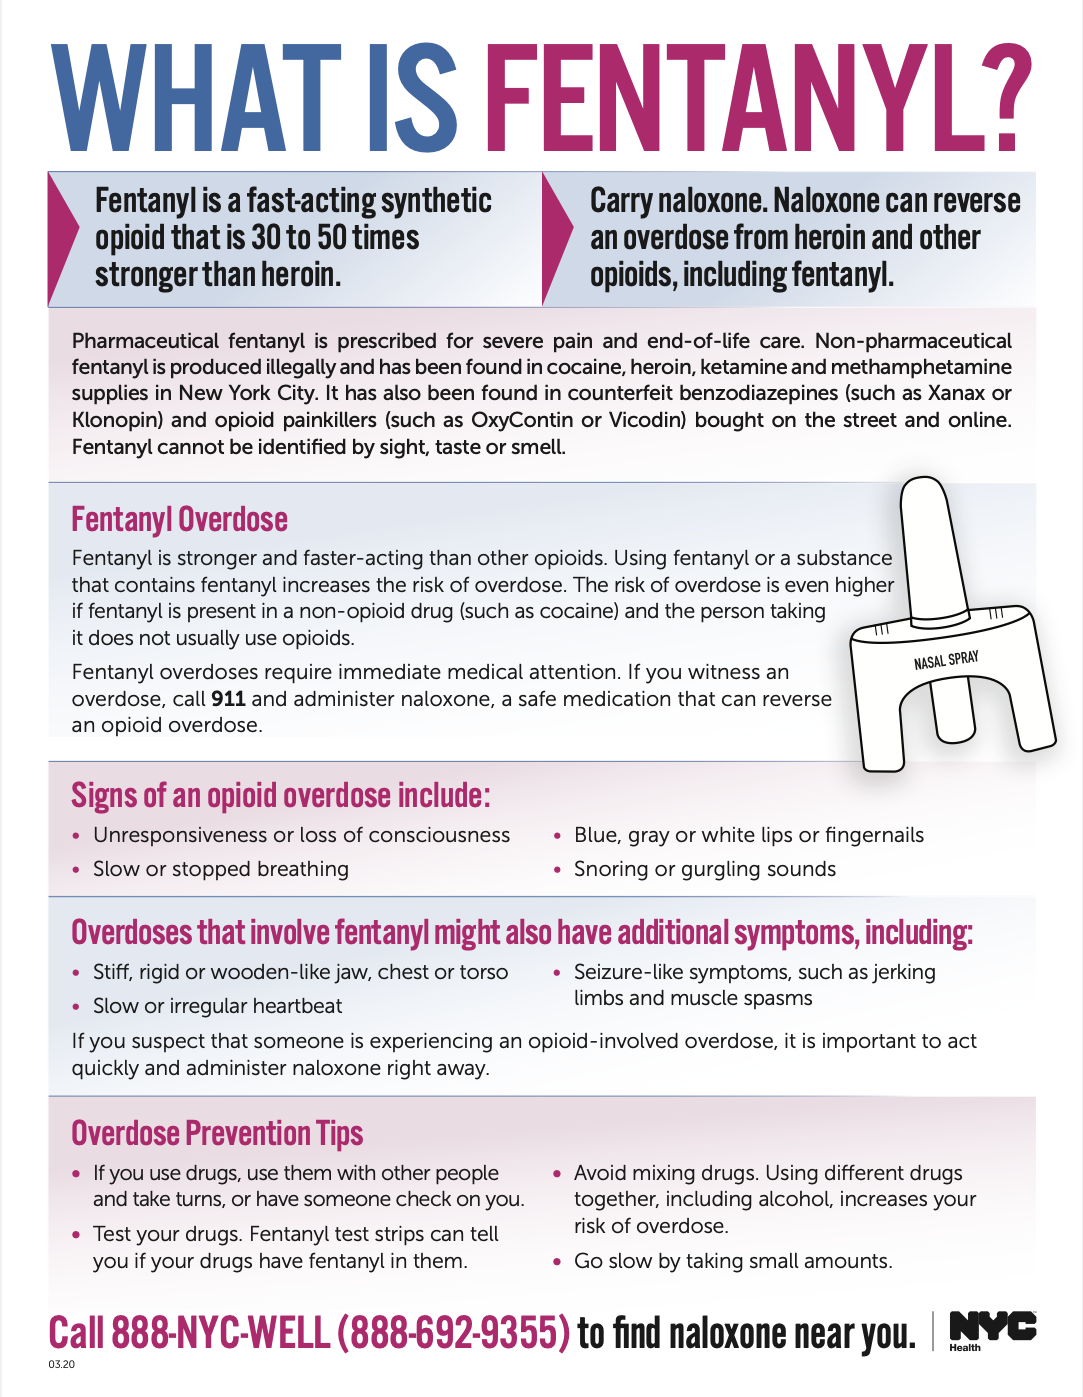 WHAT IS FENTANYL?
Fentanyl is a fast-acting synthetic
opioid that is 30 to 50 times
stronger than heroin.
Carry naloxone. Naloxone can reverse
an overdose from heroin and other
opioids, including fentanyl.
Pharmaceutical fentanyl is prescribed for severe pain and end-of-life care. Non-pharmaceutical
fentanyl is produced illegally and has been found in cocaine, heroin, ketamine and methamphetamine
supplies in New York City. It has also been found in counterfeit benzodiazepines (such as Xanax or
Klonopin) and opioid painkillers (such as OxyContin or Vicodin) bought on the street and online.
Fentanyl cannot be identified by sight, taste or smell.
Fentanyl Overdose
Fentanyl is stronger and faster-acting than other opioids. Using fentanyl or a substance
that contains fentanyl increases the risk of overdose. The risk of overdose is even higher
if fentanyl is present in a non-opioid drug (such as cocaine) and the person taking
it does not usually use opioids.
Fentanyl overdoses require immediate medical attention. If you witness an
overdose, call 911 and administer naloxone, a safe medication that can reverse
an opioid overdose.
NASAL SPRAY
Signs of an opioid overdose include:
• Unresponsiveness or loss of consciousness
• Slow or stopped breathing
• Blue, gray or white lips or fingernails
• Snoring or gurgling sounds
Overdoses that involve fentanyl might also have additional symptoms, including:
• Stiff, rigid or wooden-like jaw, chest or torso
• Slow or irregular heartbeat
• Seizure-like symptoms, such as jerking
limbs and muscle spasms
If you suspect that someone is experiencing an opioid-involved overdose, it is important to act
quickly and administer naloxone right away.
Overdose Prevention Tips
• If you use drugs, use them with other people
and take turns, or have someone check on you.
• Test your drugs. Fentanyl test strips can tell
you if your drugs have fentanyl in them.
• Avoid mixing drugs. Using different drugs
together, including alcohol, increases your
risk of overdose.
• Go slow by taking small amounts.
Call 888-NYC-WELL (888-692-9355) to find naloxone near you.
NYC
Health
03.20